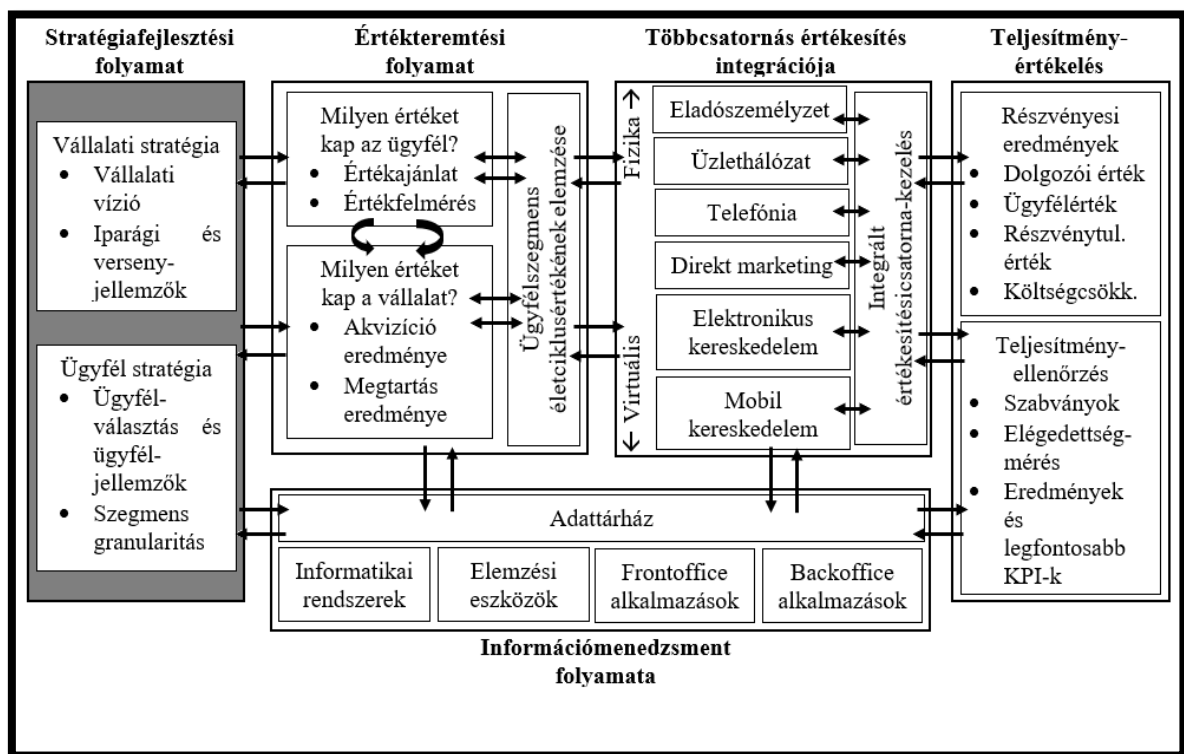 Stratégiafejlesztési
folyamat
Vállalati stratégia
• Vállalati
vízió
• Iparági és
verseny-
jellemzők
Ügyfél stratégia
• Ügyfél-
választás és
ügyfél-
jellemzők
• Szegmens
granularitás
Értékteremtési
folyamat
Milyen értéket
kap az ügyfél?
• Értékajánlat
• Értékfelmérés
Milyen értéket
kap a vállalat?
• Akvizíció
eredménye
• Megtartás
eredménye
Ügyfélszegmens
életciklusértékének elemzése
Többcsatornás értékesítés
integrációja
Fizika →
← Virtuális
Eladószemélyzet
Üzlethálózat
Telefónia
Direkt marketing
Elektronikus
kereskedelem
Mobil
kereskedelem
Integrált
értékesítésicsatorna-kezelés
Teljesítmény-
értékelés
Részvényesi
eredmények
• Dolgozói érték
• Ügyfélérték
• Részvénytul.
érték
• Költségcsökk.
Teljesítmény-
ellenőrzés
• Szabványok
• Elégedettség-
mérés
• Eredmények
és
legfontosabb
KPI-k
Adattárház
Informatikai
rendszerek
Elemzési
eszközök
Frontoffice
alkalmazások
Backoffice
alkalmazások
Információmenedzsment
folyamata